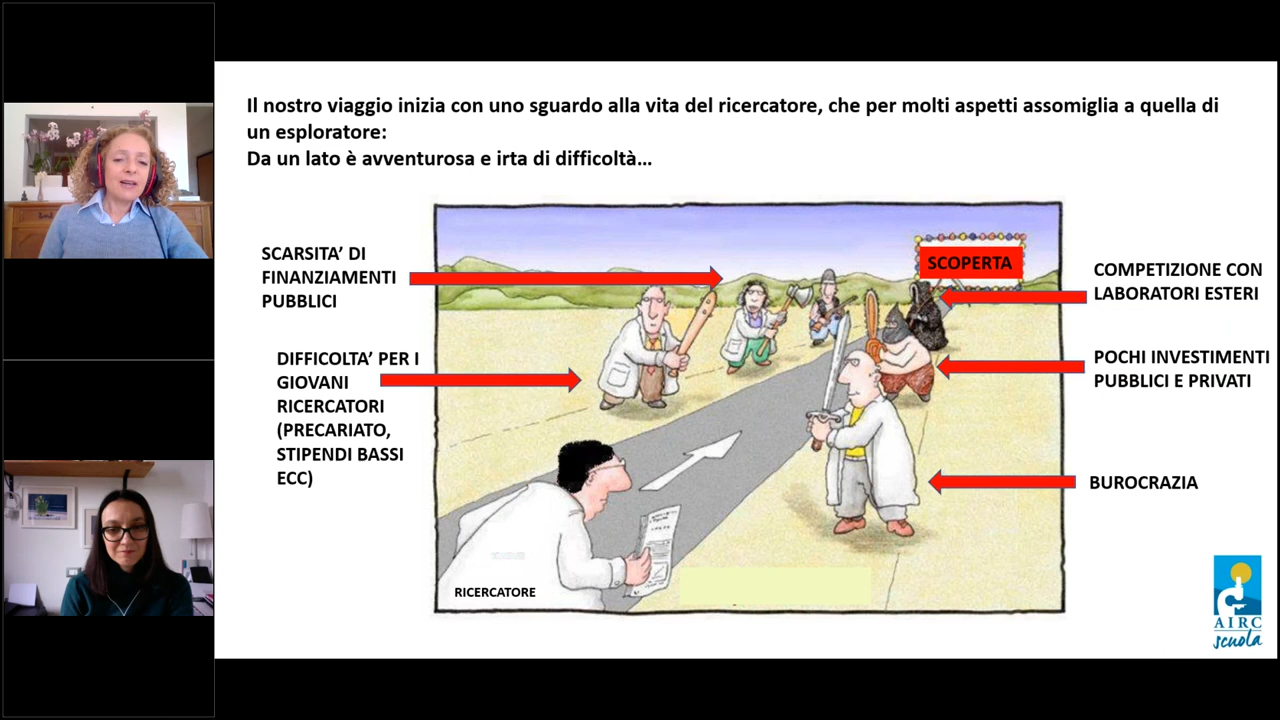 Il nostro viaggio inizia con uno sguardo alla vita del ricercatore, che per molti aspetti assomiglia a quella di
un esploratore:
Da un lato è avventurosa e irta di difficoltà...
SCARSITA’ DI
FINANZIAMENTI
PUBBLICI
DIFFICOLTA’ PER I
GIOVANI
RICERCATORI
(PRECARIATO,
STIPENDI BASSI
ECC)
SCOPERTA
COMPETIZIONE CON
LABORATORI ESTERI
POCHI INVESTIMENTI
PUBBLICI E PRIVATI
BUROCRAZIA
RICERCATORE
AIRC
scuola